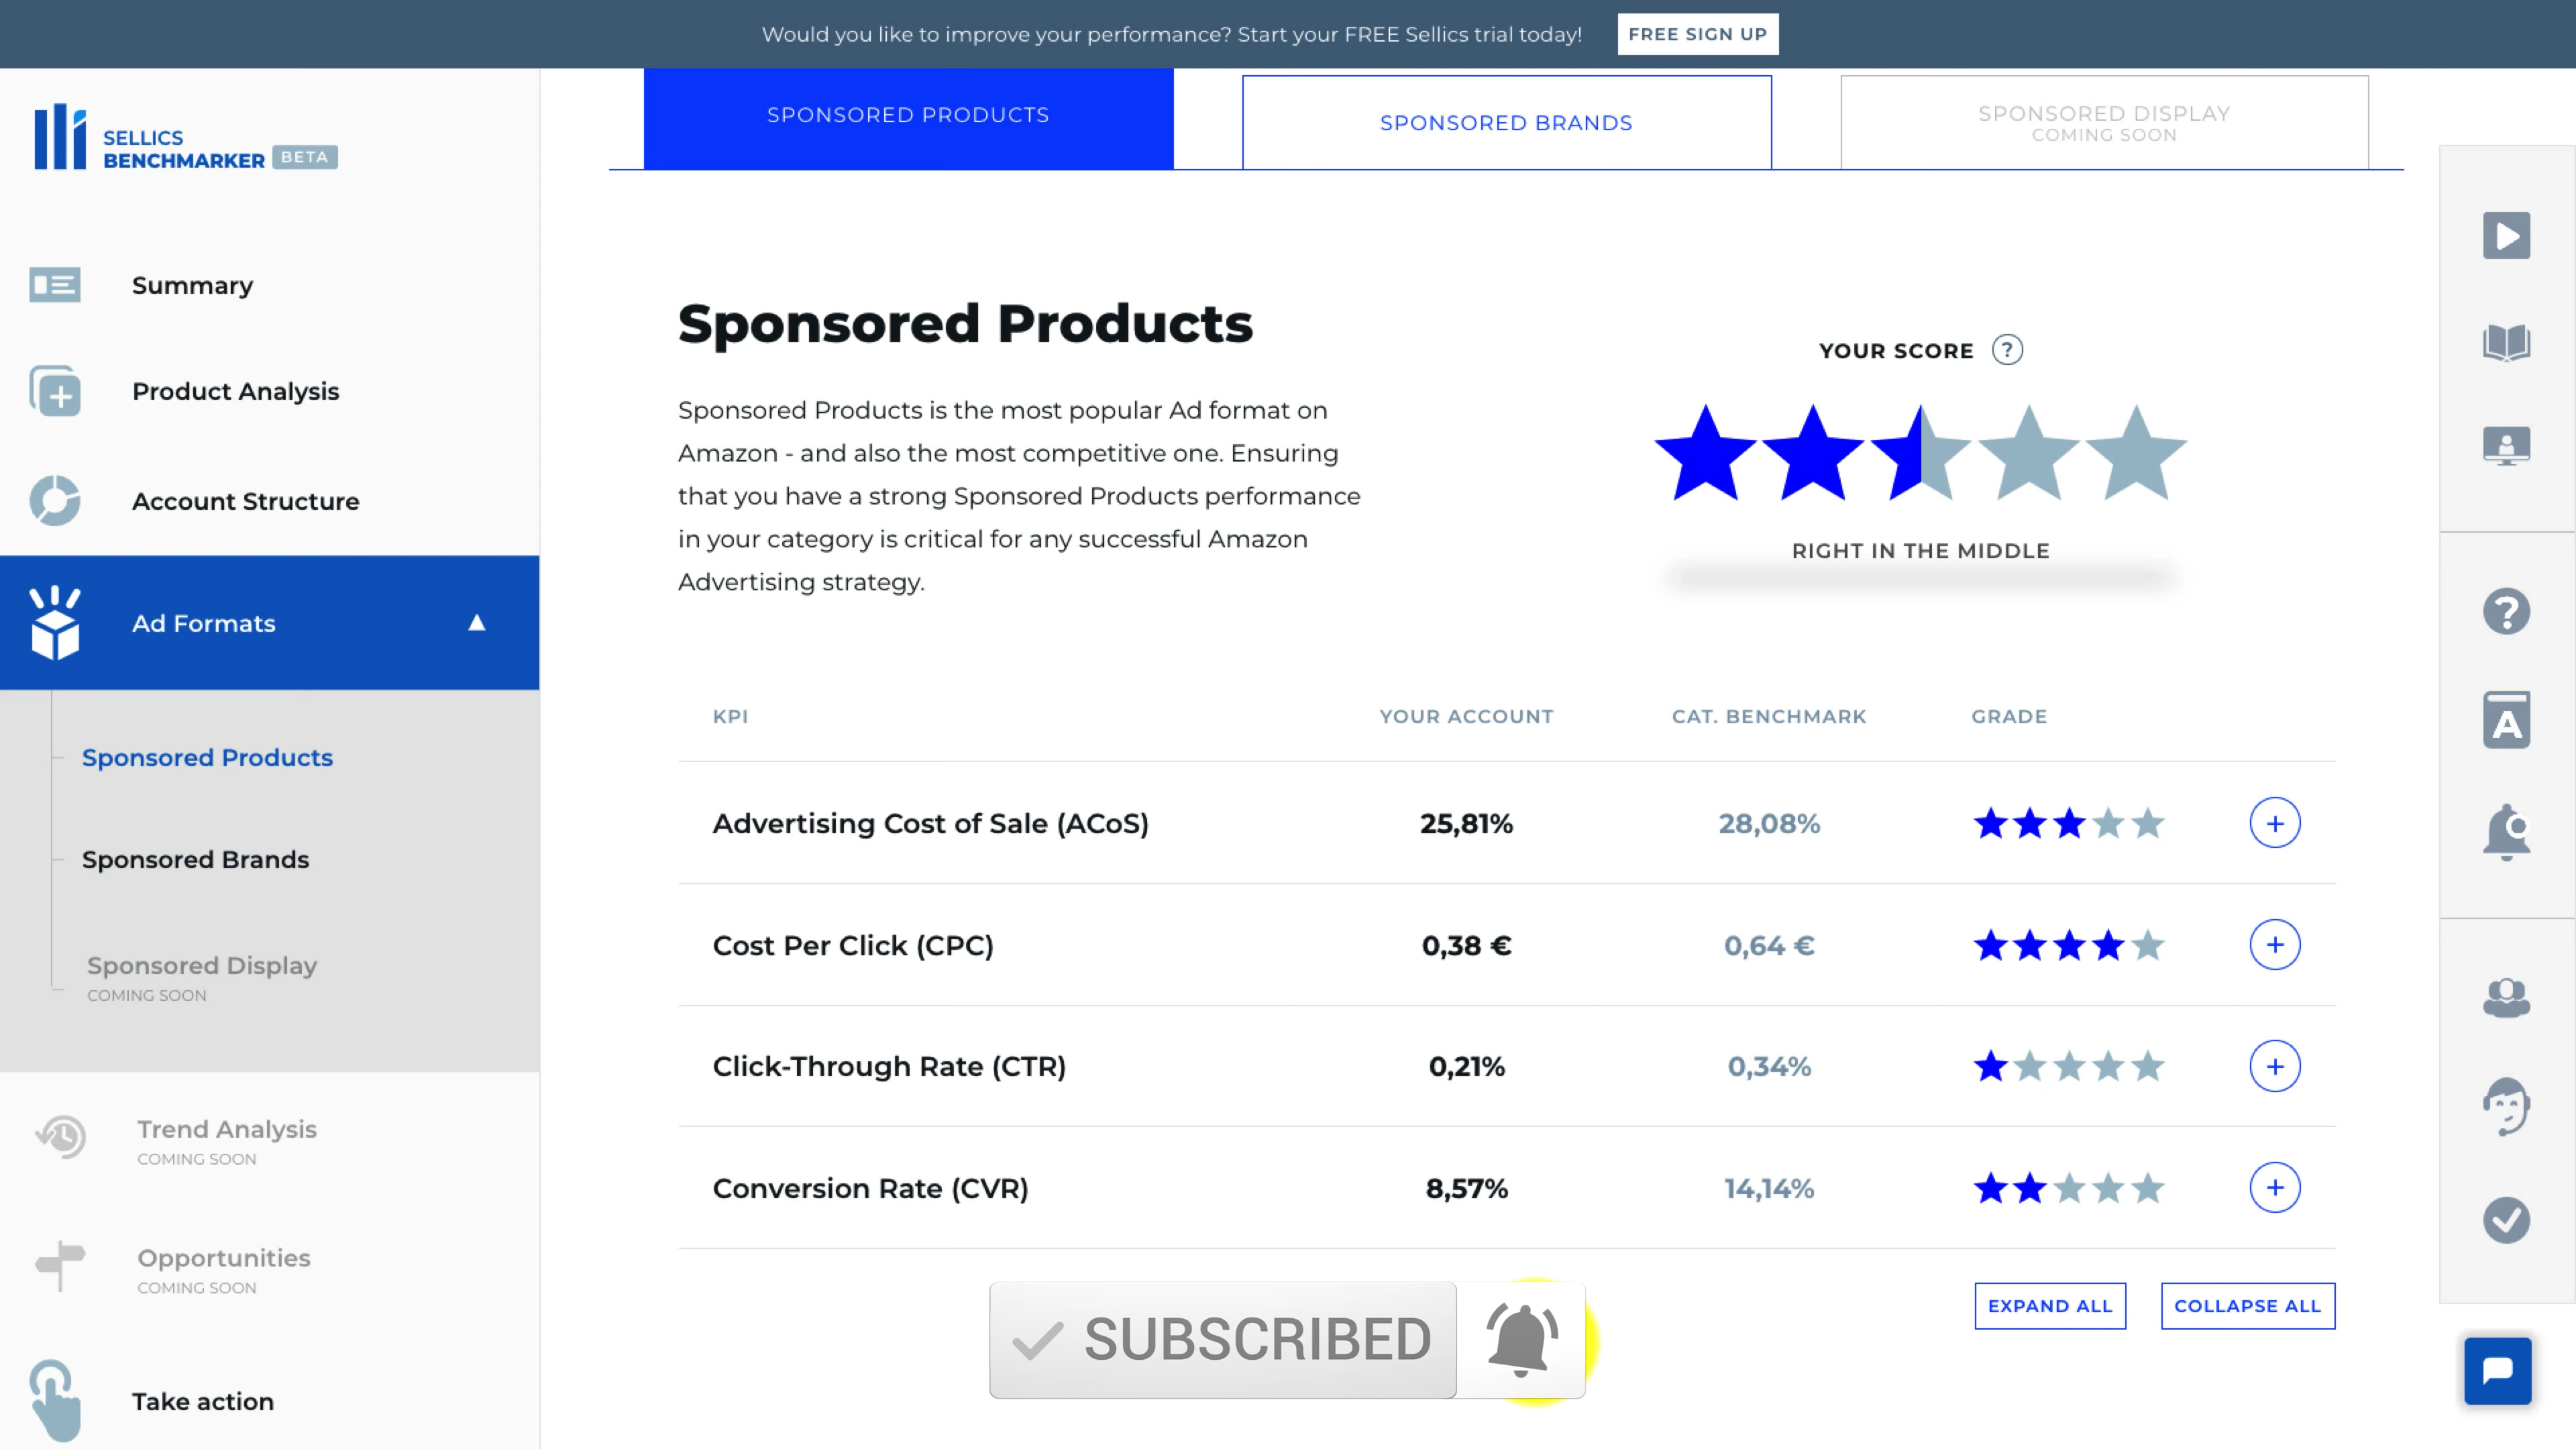 Would you like to improve your performance? Start your FREE Sellics trial today!
FREE SIGN UP
SELLICS
BENCHMARKER BETA
Summary
Product Analysis
Account Structure
Ad Formats
Sponsored Products
Sponsored Brands
Sponsored Display
COMING SOON
Trend Analysis
COMING SOON
Opportunities
COMING SOON
Take action
SPONSORED PRODUCTS
SPONSORED BRANDS
SPONSORED DISPLAY
COMING SOON
Sponsored Products
Sponsored Products is the most popular Ad format on
Amazon - and also the most competitive one. Ensuring
that you have a strong Sponsored Products performance
in your category is critical for any successful Amazon
Advertising strategy.
YOUR SCORE ?
RIGHT IN THE MIDDLE
KPI YOUR ACCOUNT CAT. BENCHMARK GRADE
Advertising Cost of Sale (ACoS) 25,81% 28,08% +
Cost Per Click (CPC) 0,38 € 0,64 € +
Click-Through Rate (CTR) 0,21% 0,34% +
Conversion Rate (CVR) 8,57% 14,14% +
EXPAND ALL COLLAPSE ALL
SUBSCRIBED
?
A